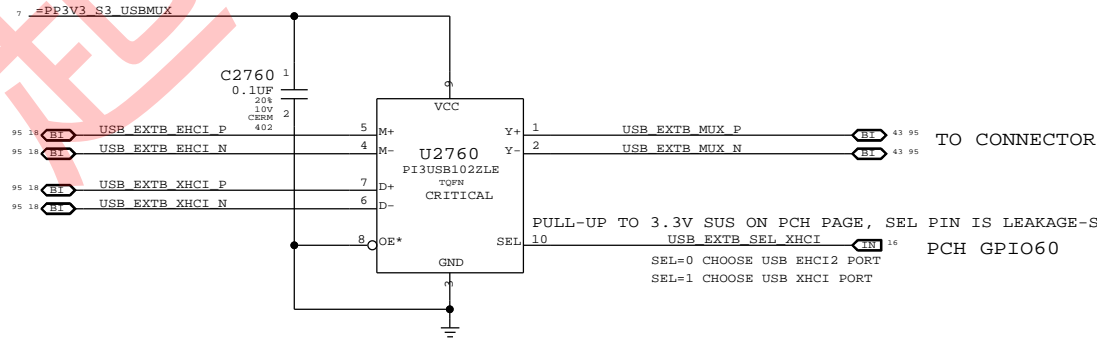 7 =PP3V3_S3_USBMUX
C2760 1
0.1UF
20%
10V
CERM
402
2
9
VCC
95 18 BI USB_EXTB_EHCI_P 5 M+
95 18 BI USB_EXTB_EHCI_N 4 M-
95 18 BI USB_EXTB_XHCI_P 7 D+
95 18 BI USB_EXTB_XHCI_N 6 D-
8 OE*
U2760
PI3USB102ZLE
TQFN
CRITICAL
GND
3
Y+ 1 USB_EXTB_MUX_P BI 43 95
Y- 2 USB_EXTB_MUX_N BI 43 95
TO CONNECTOR
PULL-UP TO 3.3V SUS ON PCH PAGE, SEL PIN IS LEAKAGE-S
SEL 10 USB_EXTB_SEL_XHCI IN 16
PCH GPIO60
SEL=0 CHOOSE USB EHCI2 PORT
SEL=1 CHOOSE USB XHCI PORT